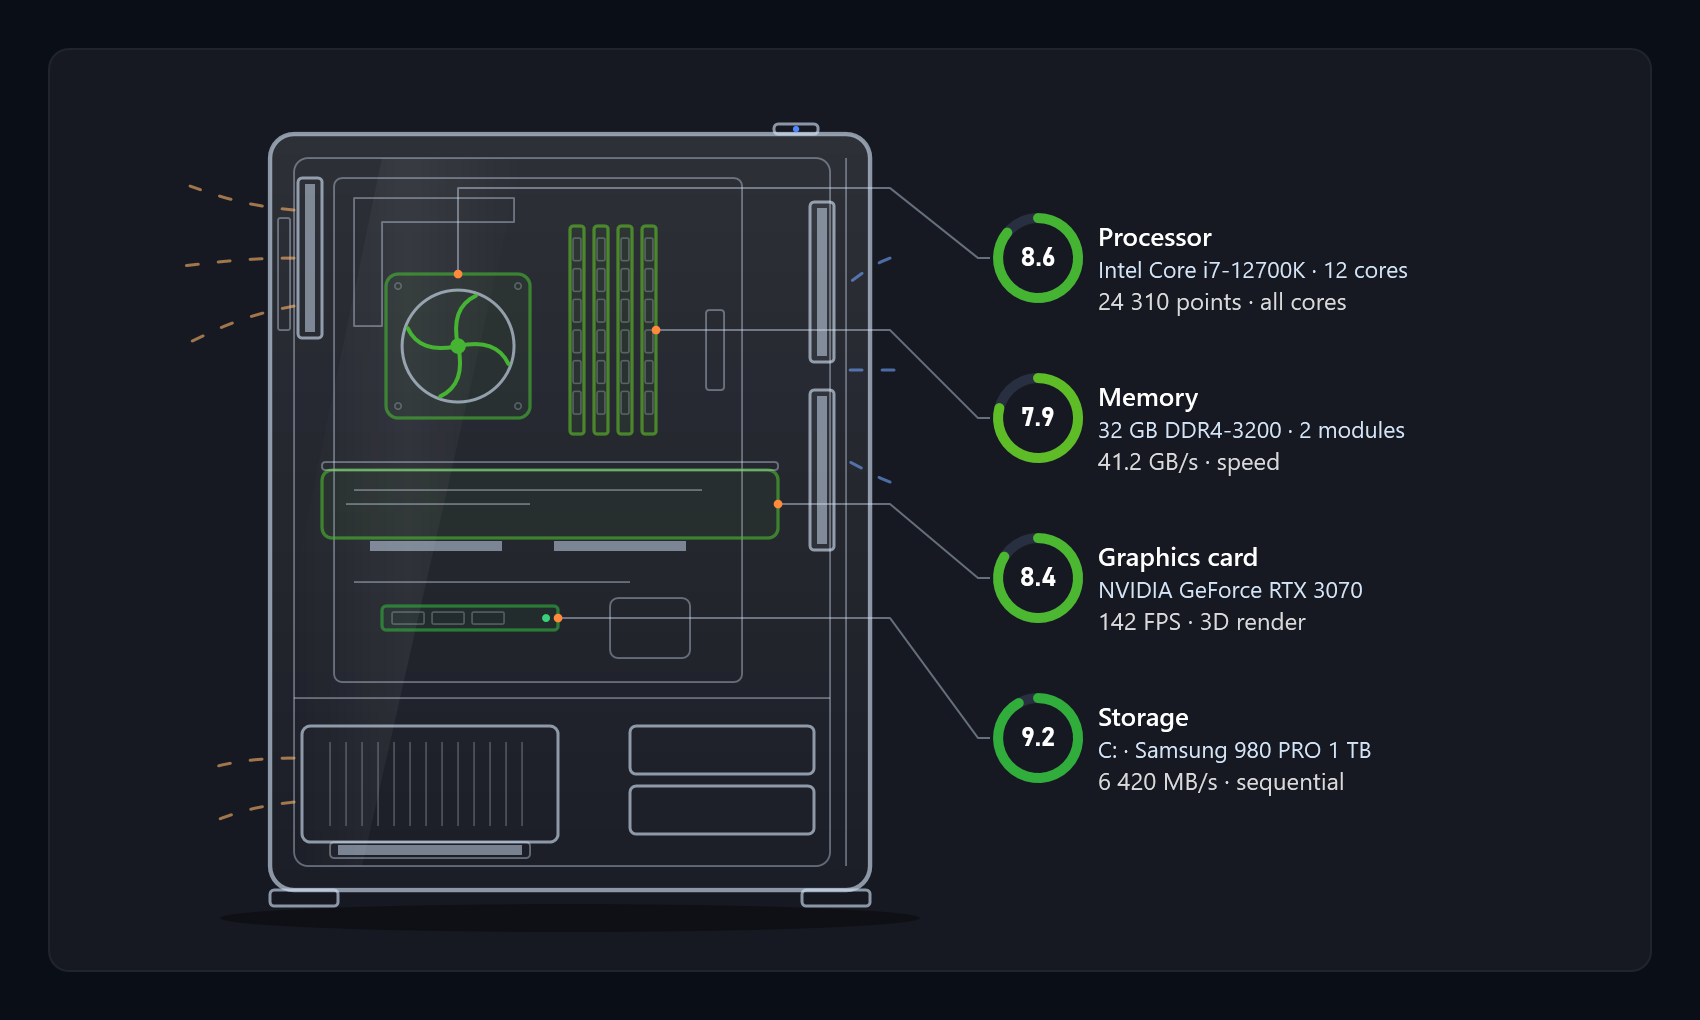 8.6
Processor
Intel Core i7-12700K · 12 cores
24 310 points · all cores
7.9
Memory
32 GB DDR4-3200 · 2 modules
41.2 GB/s · speed
8.4
Graphics card
NVIDIA GeForce RTX 3070
142 FPS · 3D render
9.2
Storage
C: · Samsung 980 PRO 1 TB
6 420 MB/s · sequential